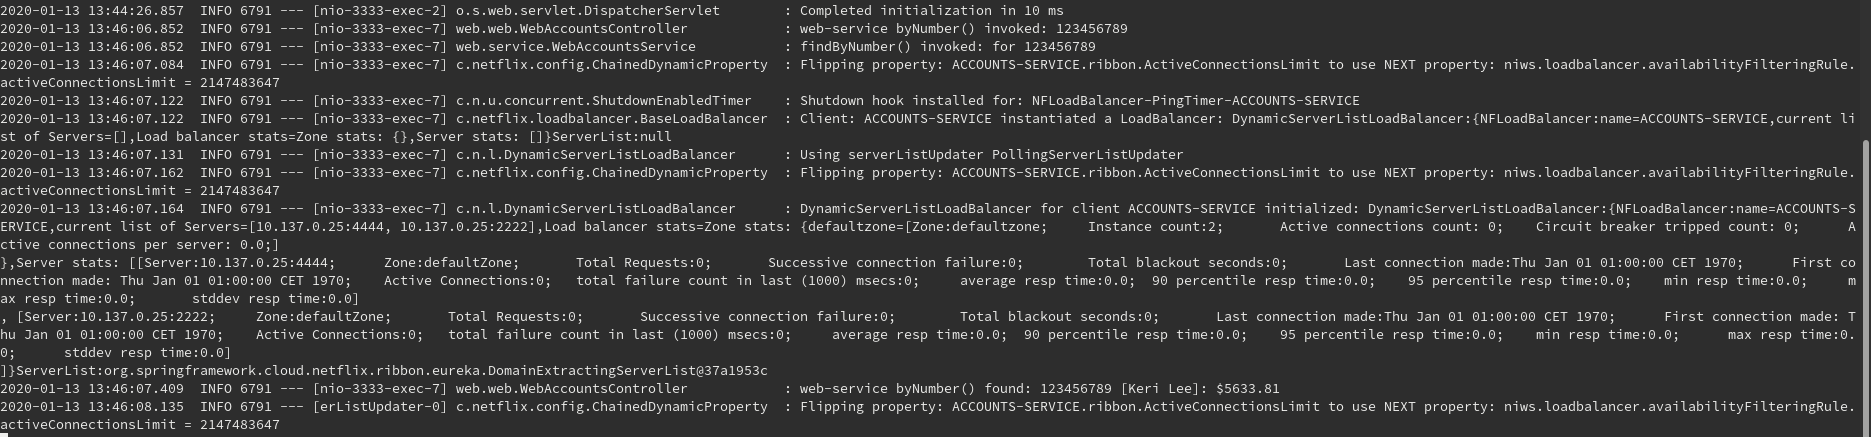 2020-01-13 13:44:26.857  INFO 6791 --- [nio-3333-exec-2] o.s.web.servlet.DispatcherServlet        : Completed initialization in 10 ms
2020-01-13 13:46:06.852  INFO 6791 --- [nio-3333-exec-7] web.web.WebAccountsController            : web-service byNumber() invoked: 123456789
2020-01-13 13:46:06.852  INFO 6791 --- [nio-3333-exec-7] web.service.WebAccountsService           : findByNumber() invoked: for 123456789
2020-01-13 13:46:07.084  INFO 6791 --- [nio-3333-exec-7] c.netflix.config.ChainedDynamicProperty  : Flipping property: ACCOUNTS-SERVICE.ribbon.ActiveConnectionsLimit to use NEXT property: niws.loadbalancer.availabilityFilteringRule.
activeConnectionsLimit = 2147483647
2020-01-13 13:46:07.122  INFO 6791 --- [nio-3333-exec-7] c.n.u.concurrent.ShutdownEnabledTimer    : Shutdown hook installed for: NFLoadBalancer-PingTimer-ACCOUNTS-SERVICE
2020-01-13 13:46:07.122  INFO 6791 --- [nio-3333-exec-7] c.netflix.loadbalancer.BaseLoadBalancer  : Client: ACCOUNTS-SERVICE instantiated a LoadBalancer: DynamicServerListLoadBalancer:{NFLoadBalancer:name=ACCOUNTS-SERVICE,current li
st of Servers=[],Load balancer stats=Zone stats: {},Server stats: []}ServerList:null
2020-01-13 13:46:07.131  INFO 6791 --- [nio-3333-exec-7] c.n.l.DynamicServerListLoadBalancer      : Using serverListUpdater PollingServerListUpdater
2020-01-13 13:46:07.162  INFO 6791 --- [nio-3333-exec-7] c.netflix.config.ChainedDynamicProperty  : Flipping property: ACCOUNTS-SERVICE.ribbon.ActiveConnectionsLimit to use NEXT property: niws.loadbalancer.availabilityFilteringRule.
activeConnectionsLimit = 2147483647
2020-01-13 13:46:07.164  INFO 6791 --- [nio-3333-exec-7] c.n.l.DynamicServerListLoadBalancer      : DynamicServerListLoadBalancer for client ACCOUNTS-SERVICE initialized: DynamicServerListLoadBalancer:{NFLoadBalancer:name=ACCOUNTS-S
ERVICE,current list of Servers=[10.137.0.25:4444, 10.137.0.25:2222],Load balancer stats=Zone stats: {defaultzone=[Zone:defaultzone;     Instance count:2;       Active connections count: 0;    Circuit breaker tripped count: 0;       A
ctive connections per server: 0.0;]
},Server stats: [[Server:10.137.0.25:4444;      Zone:defaultZone;       Total Requests:0;       Successive connection failure:0;        Total blackout seconds:0;       Last connection made:Thu Jan 01 01:00:00 CET 1970;      First co
nnection made: Thu Jan 01 01:00:00 CET 1970;    Active Connections:0;   total failure count in last (1000) msecs:0;     average resp time:0.0;  90 percentile resp time:0.0;    95 percentile resp time:0.0;    min resp time:0.0;     m
ax resp time:0.0;       stddev resp time:0.0]
, [Server:10.137.0.25:2222;     Zone:defaultZone;       Total Requests:0;       Successive connection failure:0;        Total blackout seconds:0;       Last connection made:Thu Jan 01 01:00:00 CET 1970;      First connection made: T
hu Jan 01 01:00:00 CET 1970;    Active Connections:0;   total failure count in last (1000) msecs:0;     average resp time:0.0;  90 percentile resp time:0.0;    95 percentile resp time:0.0;    min resp time:0.0;      max resp time:0.
0;      stddev resp time:0.0]
]}ServerList:org.springframework.cloud.netflix.ribbon.eureka.DomainExtractingServerList@37a1953c
2020-01-13 13:46:07.409  INFO 6791 --- [nio-3333-exec-7] web.web.WebAccountsController            : web-service byNumber() found: 123456789 [Keri Lee]: $5633.81
2020-01-13 13:46:08.135  INFO 6791 --- [erListUpdater-0] c.netflix.config.ChainedDynamicProperty  : Flipping property: ACCOUNTS-SERVICE.ribbon.ActiveConnectionsLimit to use NEXT property: niws.loadbalancer.availabilityFilteringRule.
activeConnectionsLimit = 2147483647